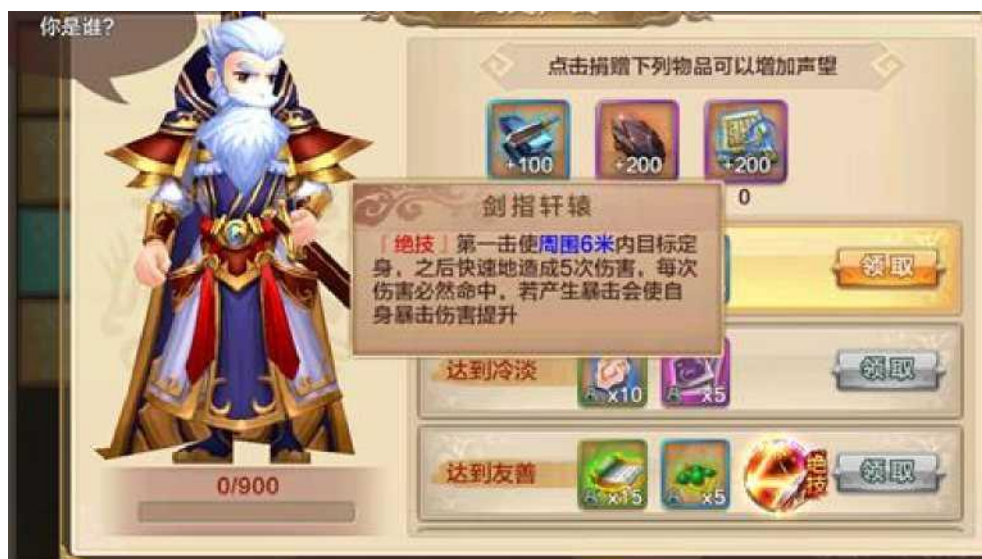 你是谁?
点击捐赠下列物品可以增加声望
+100
+200
+200
0
剑指轩辕
「绝技」第一击使周围6米内目标定
身，之后快速地造成5次伤害，每次
伤害必然命中，若产生暴击会使自
身暴击伤害提升
领取
达到冷淡
x10
x5
领取
达到友善
x15
x5
绝技
领取
0/900